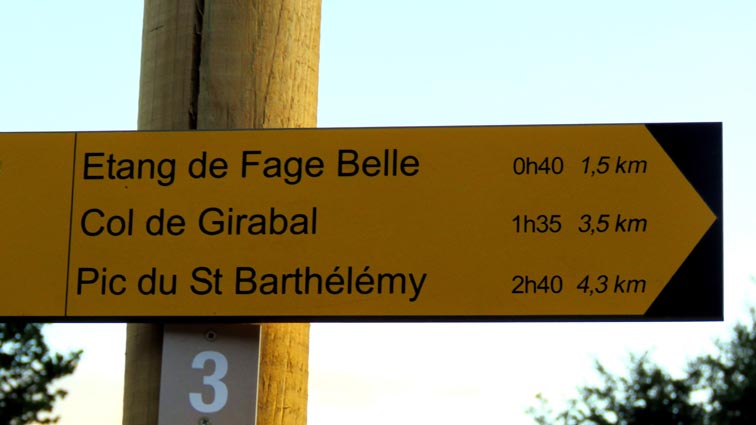 Etang de Fage Belle 0h40 1,5 km
Col de Girabal 1h35 3,5 km
Pic du St Barthélémy 2h40 4,3 km
3